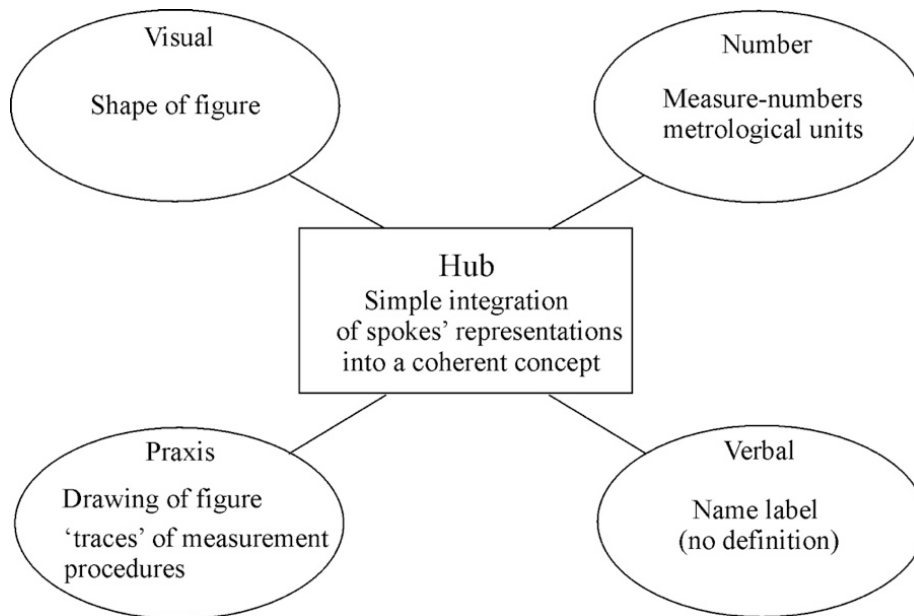 Visual
Shape of figure
Number
Measure-numbers
metrological units
Hub
Simple integration
of spokes’ representations
into a coherent concept
Praxis
Drawing of figure
‘traces’ of measurement
procedures
Verbal
Name label
(no definition)